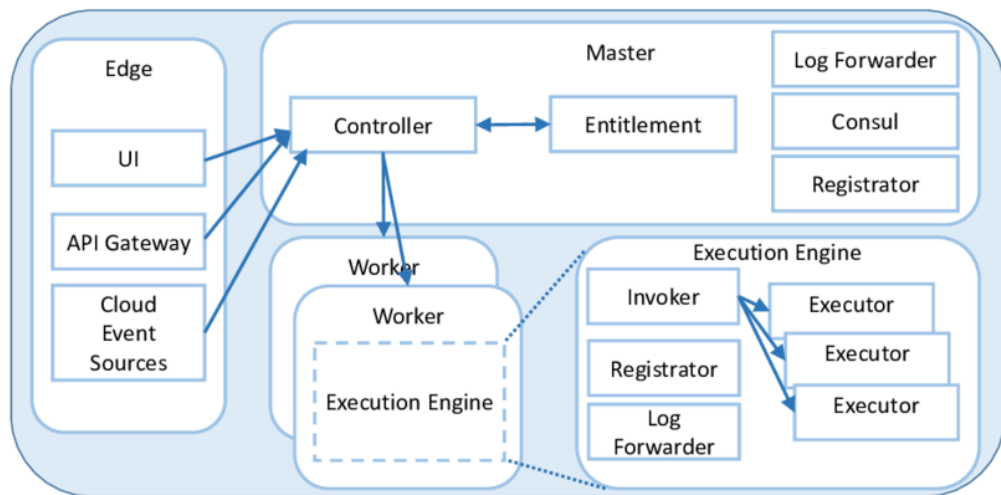 Edge
UI
API Gateway
Cloud
Event
Sources
Master
Controller
Entitlement
Log Forwarder
Consul
Registrator
Worker
Worker
Execution Engine
Execution Engine
Invoker
Registrator
Log
Forwarder
Executor
Executor
Executor